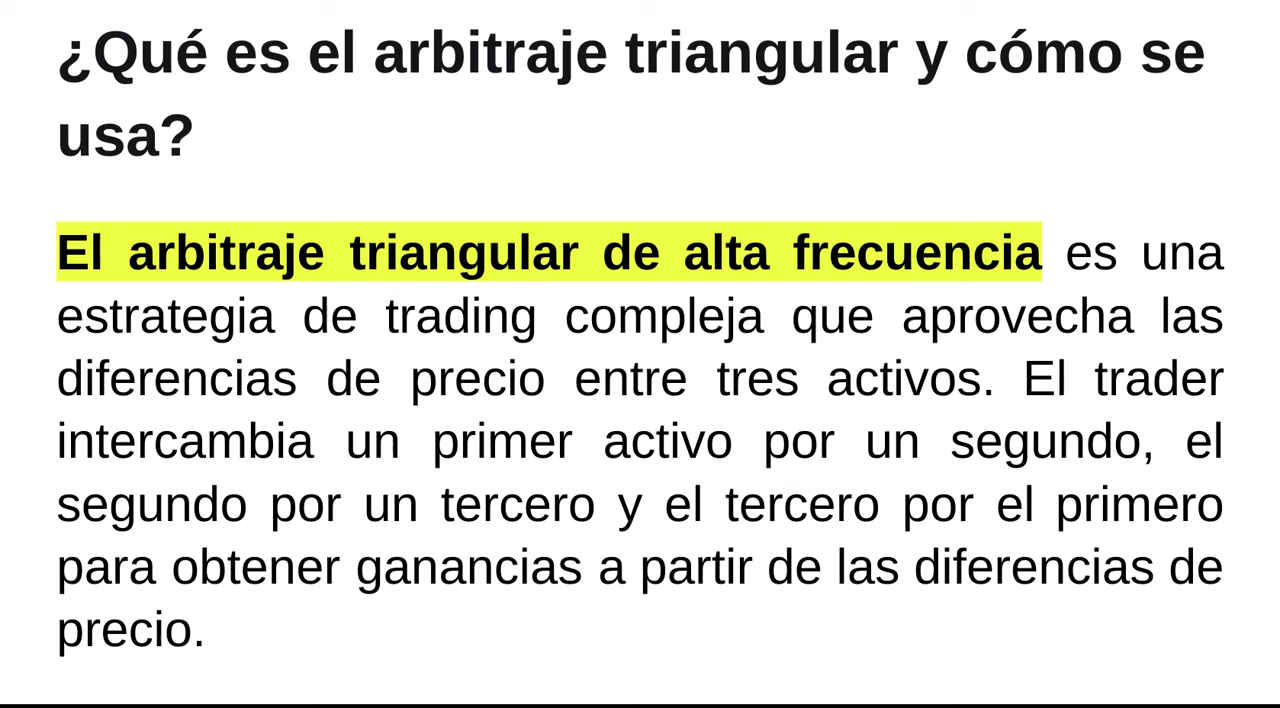 ¿Qué es el arbitraje triangular y cómo se
usa?
El arbitraje triangular de alta frecuencia es una
estrategia de trading compleja que aprovecha las
diferencias de precio entre tres activos. El trader
intercambia un primer activo por un segundo, el
segundo por un tercero y el tercero por el primero
para obtener ganancias a partir de las diferencias de
precio.